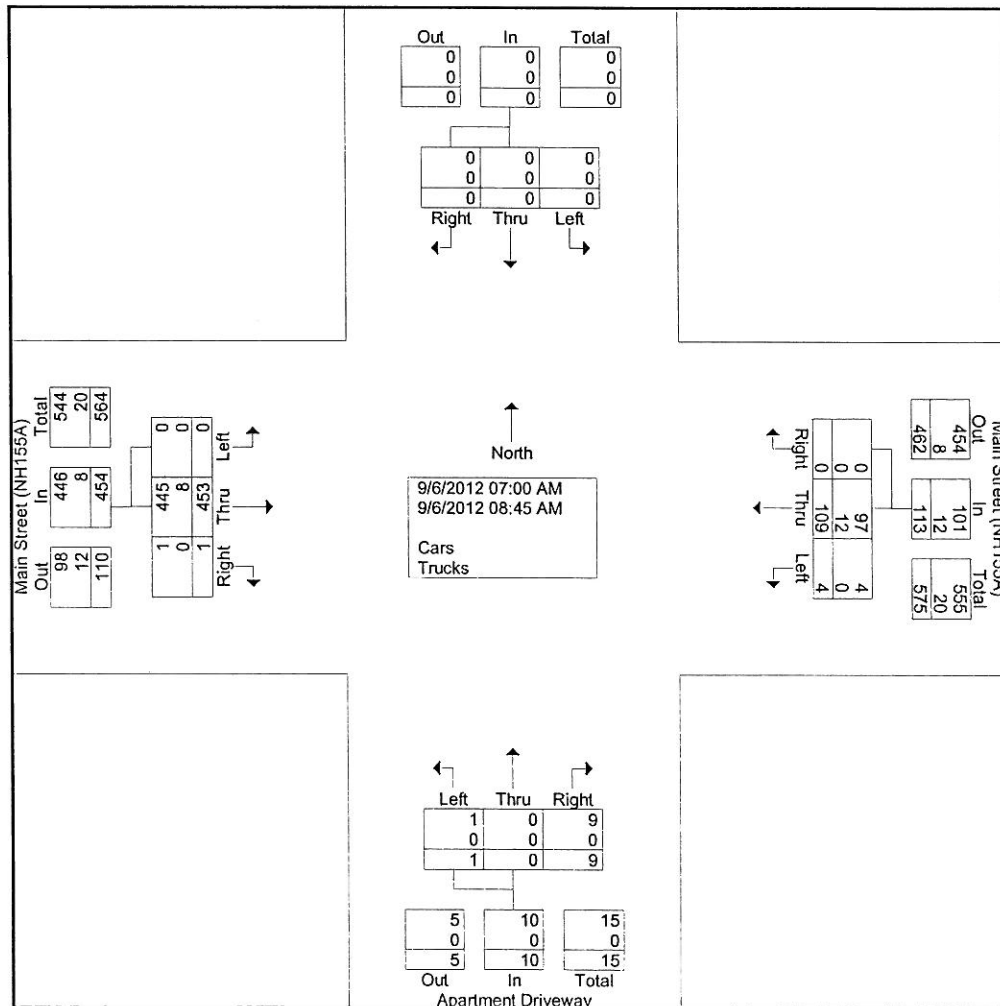 Out In Total
0 0 0
0 0 0
0 0 0
0 0 0
0 0 0
0 0 0
Right Thru Left
Main Street (NH155A)
Total In Out
544 446 98
20 8 12
564 454 110
0 445 1
0 8 0
0 453 1
Left Thru Right
North
9/6/2012 07:00 AM
9/6/2012 08:45 AM
Cars
Trucks
Right Thru Left
0 97 4
0 12 0
0 109 4
Out In Total
454 101 555
8 12 20
462 113 575
Main Street (NH155A)
Left Thru Right
1 0 9
0 0 0
1 0 9
5 10 15
0 0 0
5 10 15
Out In Total
Apartment Driveway